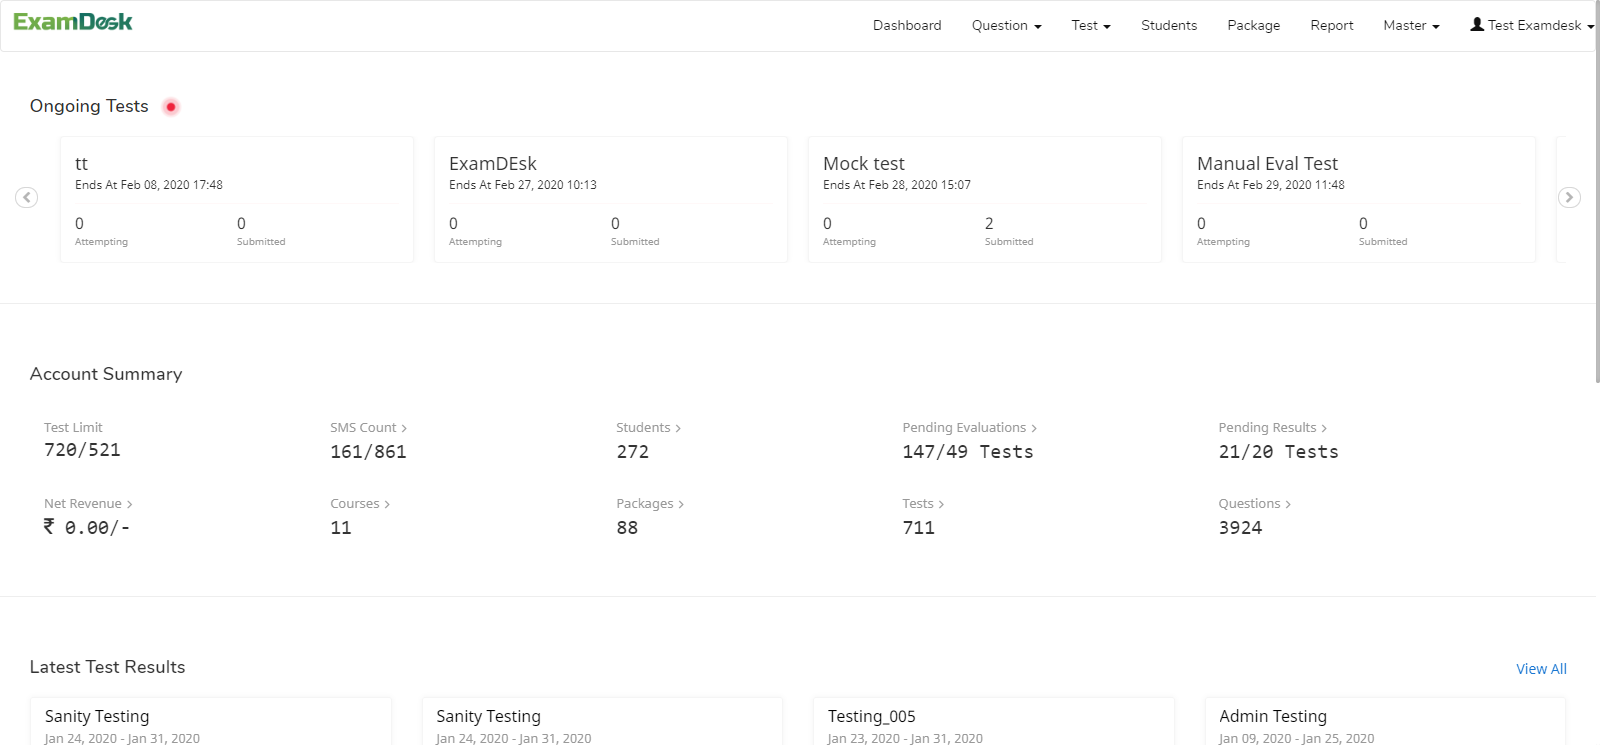 ExamDesk
Dashboard Question Test Students Package Report Master Test Examdesk
Ongoing Tests
tt
Ends At Feb 08, 2020 17:48
0 0
Attempting Submitted
ExamDEsk
Ends At Feb 27, 2020 10:13
0 0
Attempting Submitted
Mock test
Ends At Feb 28, 2020 15:07
0 2
Attempting Submitted
Manual Eval Test
Ends At Feb 29, 2020 11:48
0 0
Attempting Submitted
Account Summary
Test Limit
720/521
SMS Count >
161/861
Students >
272
Pending Evaluations >
147/49 Tests
Pending Results >
21/20 Tests
Net Revenue >
₹ 0.00/-
Courses >
11
Packages >
88
Tests >
711
Questions >
3924
Latest Test Results
View All
Sanity Testing
Jan 24, 2020 - Jan 31, 2020
Sanity Testing
Jan 24, 2020 - Jan 31, 2020
Testing_005
Jan 23, 2020 - Jan 31, 2020
Admin Testing
Jan 09, 2020 - Jan 25, 2020